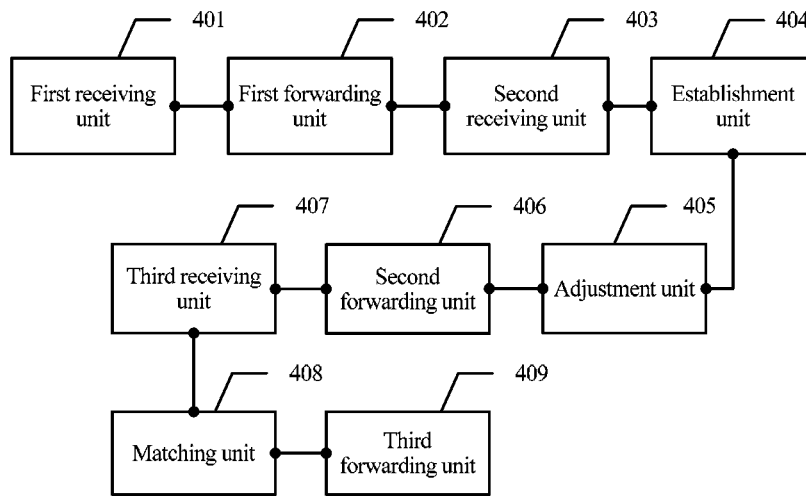 401
402
403
404
First receiving
unit
First forwarding
unit
Second
receiving unit
Establishment
unit
407
406
405
Third receiving
unit
Second
forwarding unit
Adjustment unit
408
409
Matching unit
Third
forwarding unit